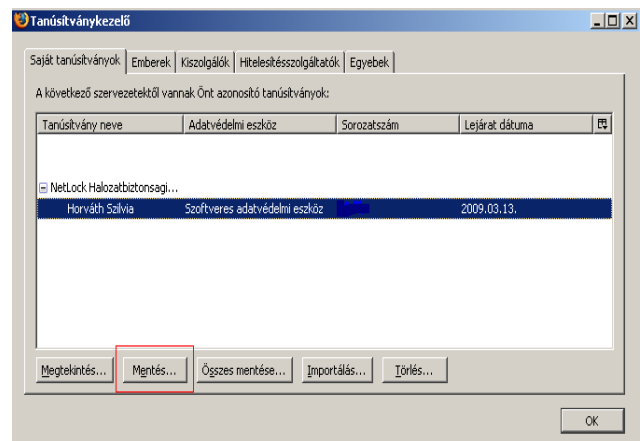 Tanúsítványkezelő
Saját tanúsítványok Emberek Kiszolgálók Hitelesítésszolgáltatók Egyebek
A következő szervezetektől vannak Önt azonosító tanúsítványok:
Tanúsítvány neve Adatvédelmi eszköz Sorozatszám Lejárat dátuma
NetLock Halozatbiztonsagi...
Horváth Szilvia Szoftveres adatvédelmi eszköz 2009.03.13.
Megtekintés... Mentés... Összes mentése... Importálás... Törlés...
OK